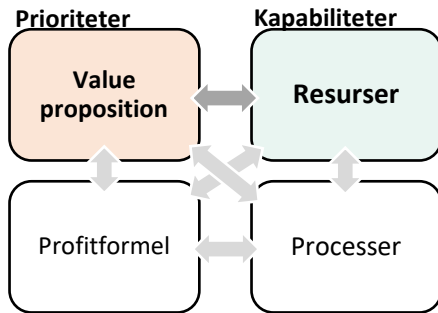 Prioriteter
Kapabiliteter
Value
proposition
Resurser
Profitformel
Processer